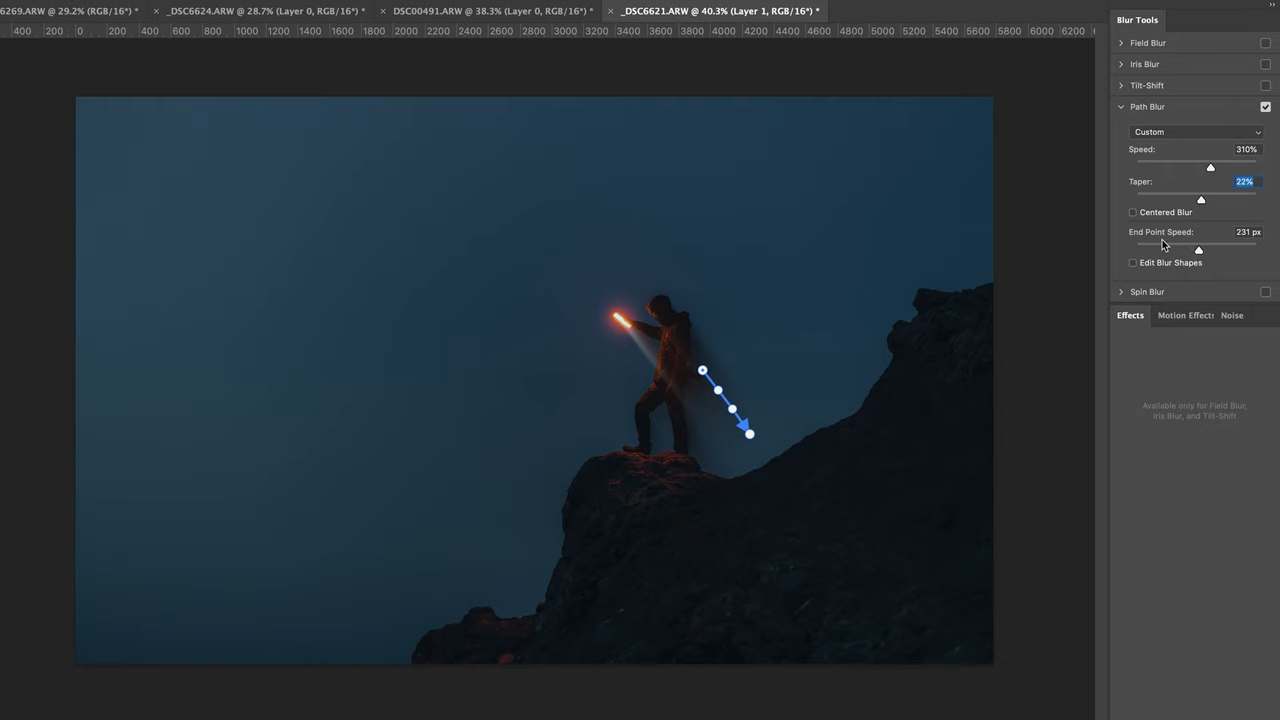 6269.ARW @ 29.2% (RGB/16*) * × _DSC6624.ARW @ 28.7% (Layer 0, RGB/16*) * × DSC00491.ARW @ 38.3% (Layer 0, RGB/16*) * × _DSC6621.ARW @ 40.3% (Layer 1, RGB/16*) *
400 200 0 200 400 600 800 1000 1200 1400 1600 1800 2000 2200 2400 2600 2800 3000 3200 3400 3600 3800 4000 4200 4400 4600 4800 5000 5200 5400 5600 5800 6000 6200
Blur Tools
Field Blur
Iris Blur
Tilt-Shift
Path Blur
Custom
Speed: 310%
Taper: 22%
Centered Blur
End Point Speed: 231 px
Edit Blur Shapes
Spin Blur
Effects Motion Effects Noise
Available only for Field Blur,
Iris Blur, and Tilt-Shift